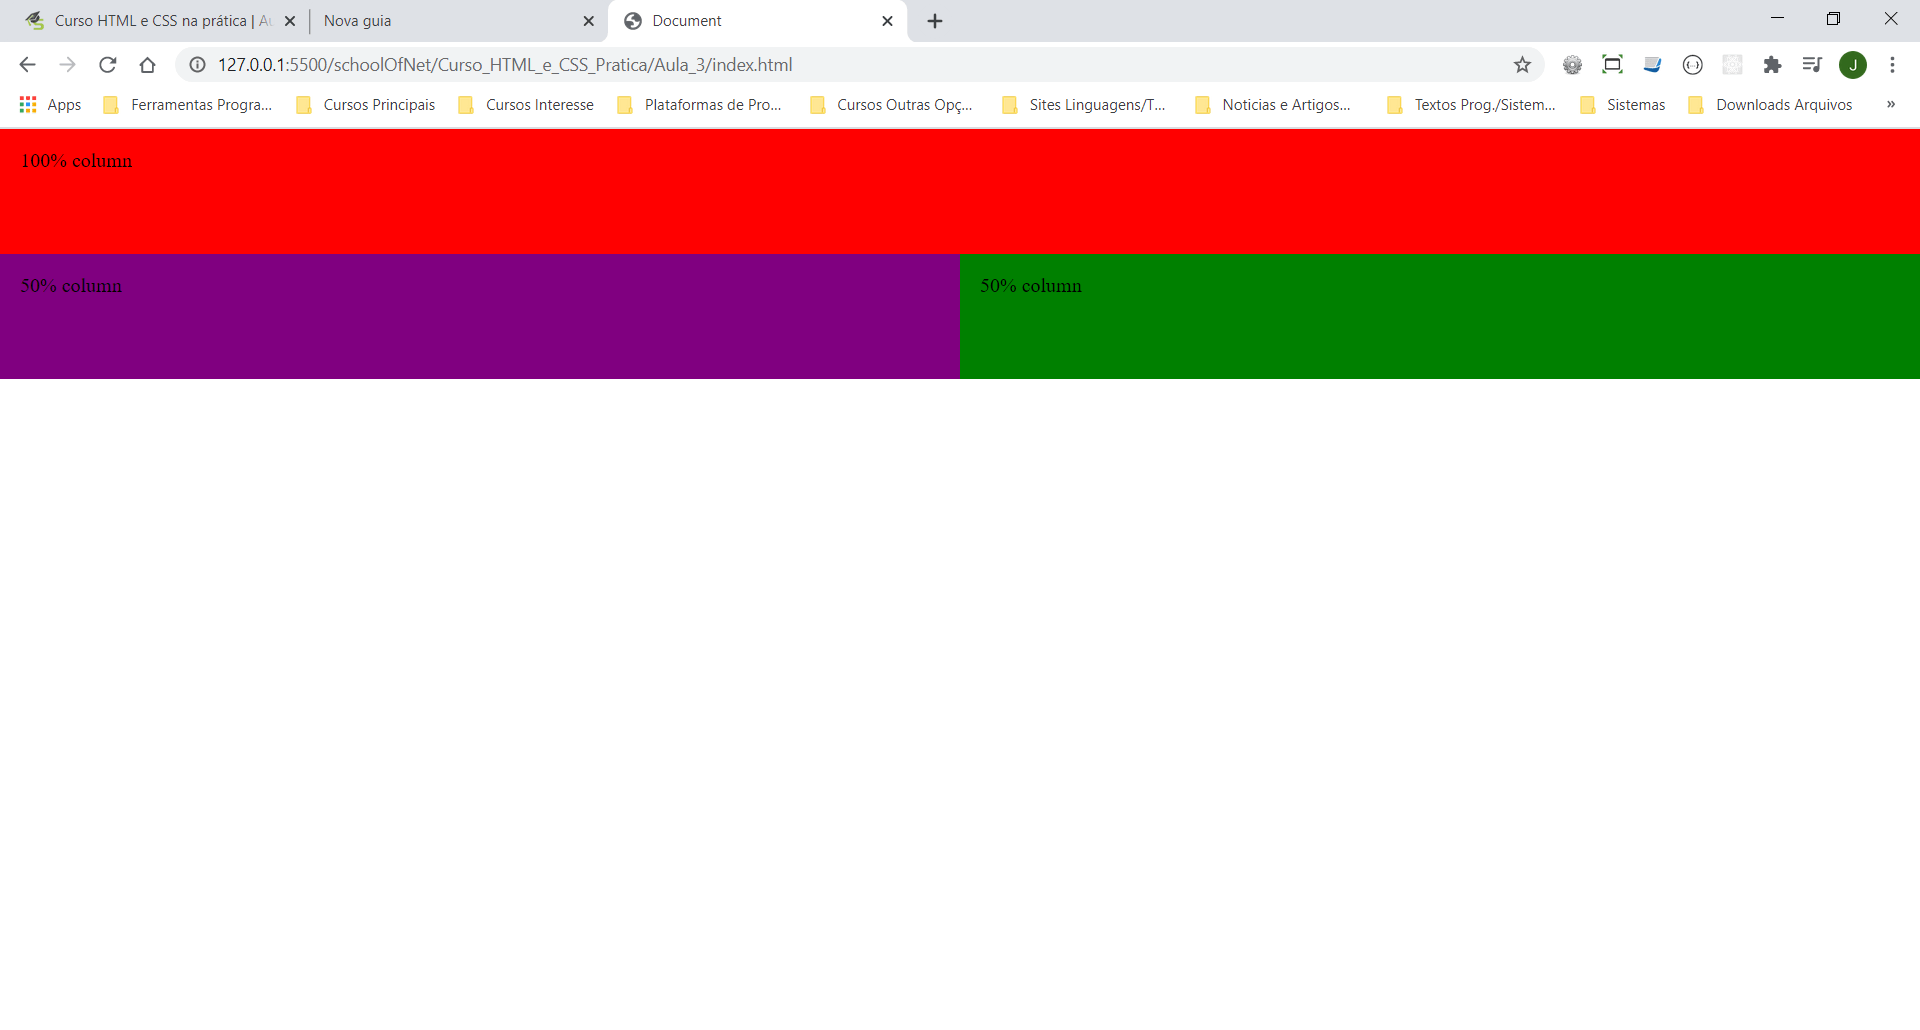 Curso HTML e CSS na prática | Au
Nova guia
Document
127.0.0.1:5500/schoolOfNet/Curso_HTML_e_CSS_Pratica/Aula_3/index.html
J
Apps
Ferramentas Progra...
Cursos Principais
Cursos Interesse
Plataformas de Pro...
Cursos Outras Opç...
Sites Linguagens/T...
Noticias e Artigos...
Textos Prog./Sistem...
Sistemas
Downloads Arquivos
»
100% column
50% column
50% column